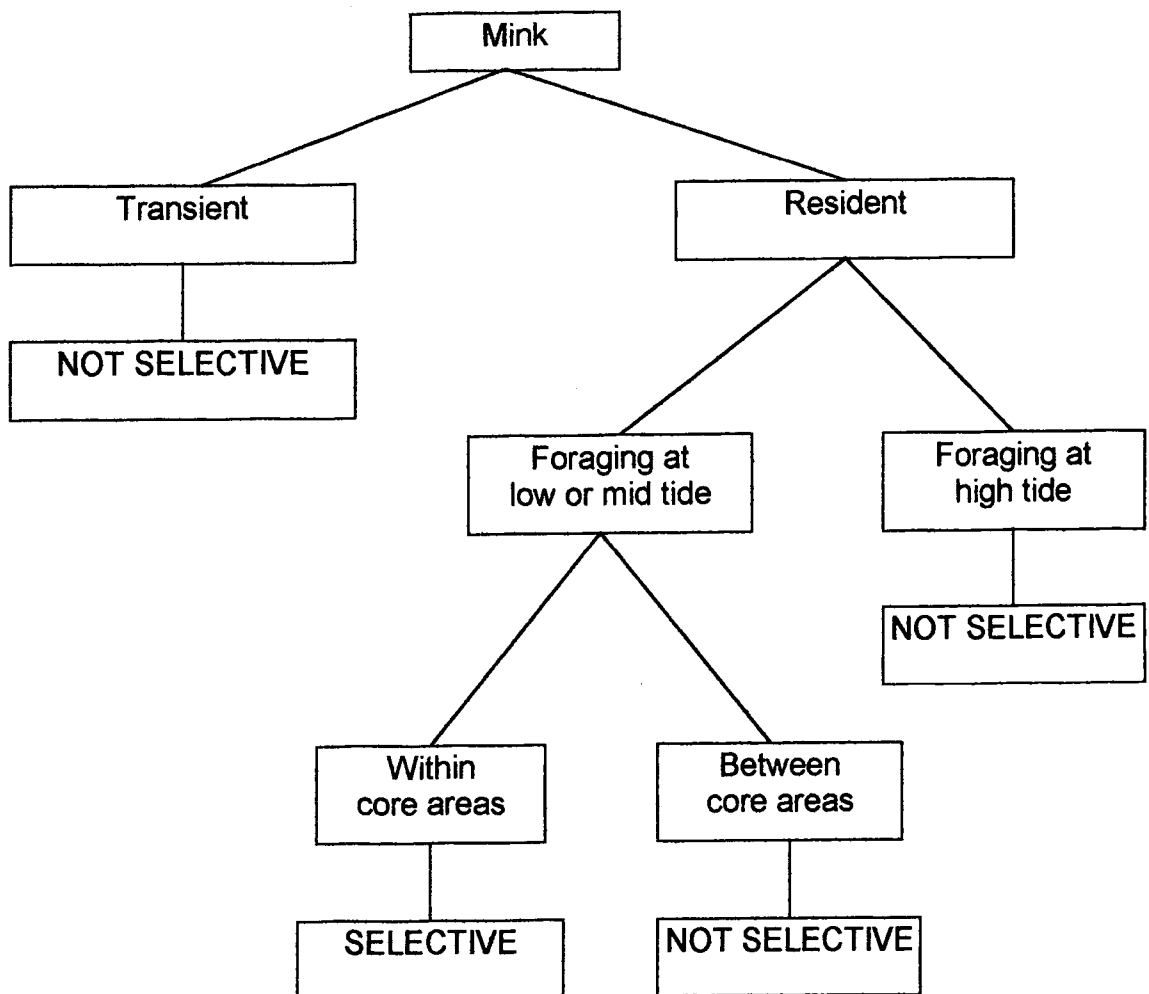 Mink
Transient
Resident
NOT SELECTIVE
Foraging at
low or mid tide
Foraging at
high tide
NOT SELECTIVE
Within
core areas
Between
core areas
SELECTIVE
NOT SELECTIVE